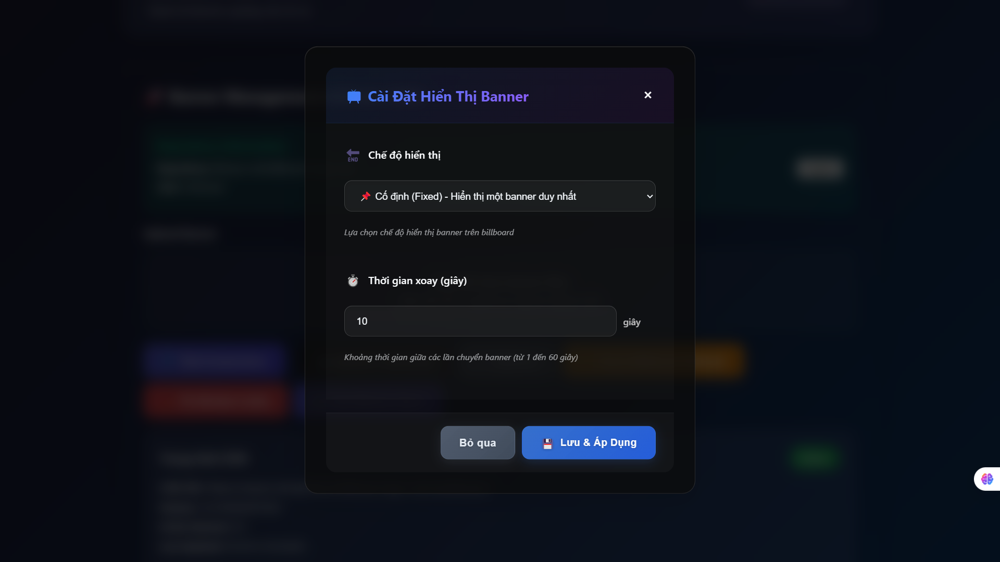 Cài Đặt Hiển Thị Banner
×
END
Chế độ hiển thị
Cố định (Fixed) - Hiển thị một banner duy nhất
Lựa chọn chế độ hiển thị banner trên billboard
Thời gian xoay (giây)
10
giây
Khoảng thời gian giữa các lần chuyển banner (từ 1 đến 60 giây)
Bỏ qua
Lưu & Áp Dụng